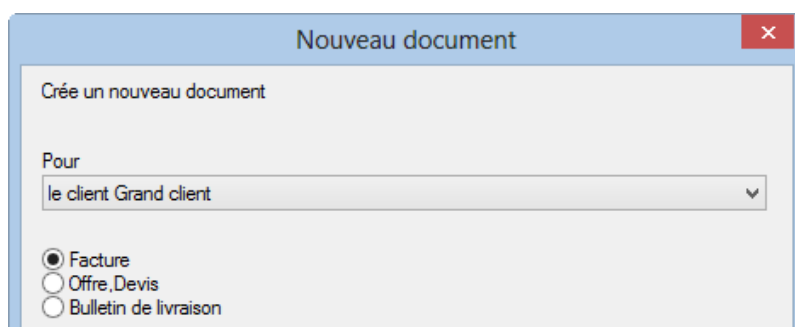 Nouveau document
Crée un nouveau document
Pour
le client Grand client
Facture
Offre,Devis
Bulletin de livraison